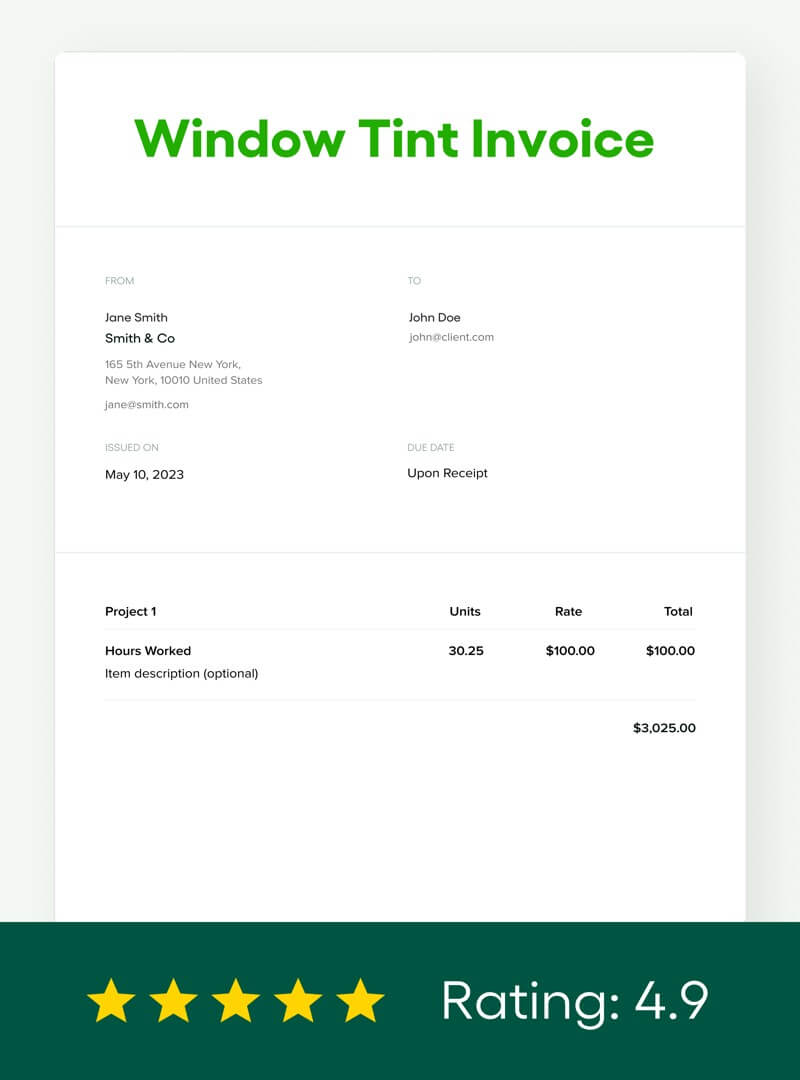 Window Tint Invoice
FROM
TO
Jane Smith
John Doe
Smith & Co
john@client.com
165 5th Avenue New York,
New York, 10010 United States
jane@smith.com
ISSUED ON
DUE DATE
May 10, 2023
Upon Receipt
Project 1 Units Rate Total
Hours Worked 30.25 $100.00 $100.00
Item description (optional)
$3,025.00
Rating: 4.9